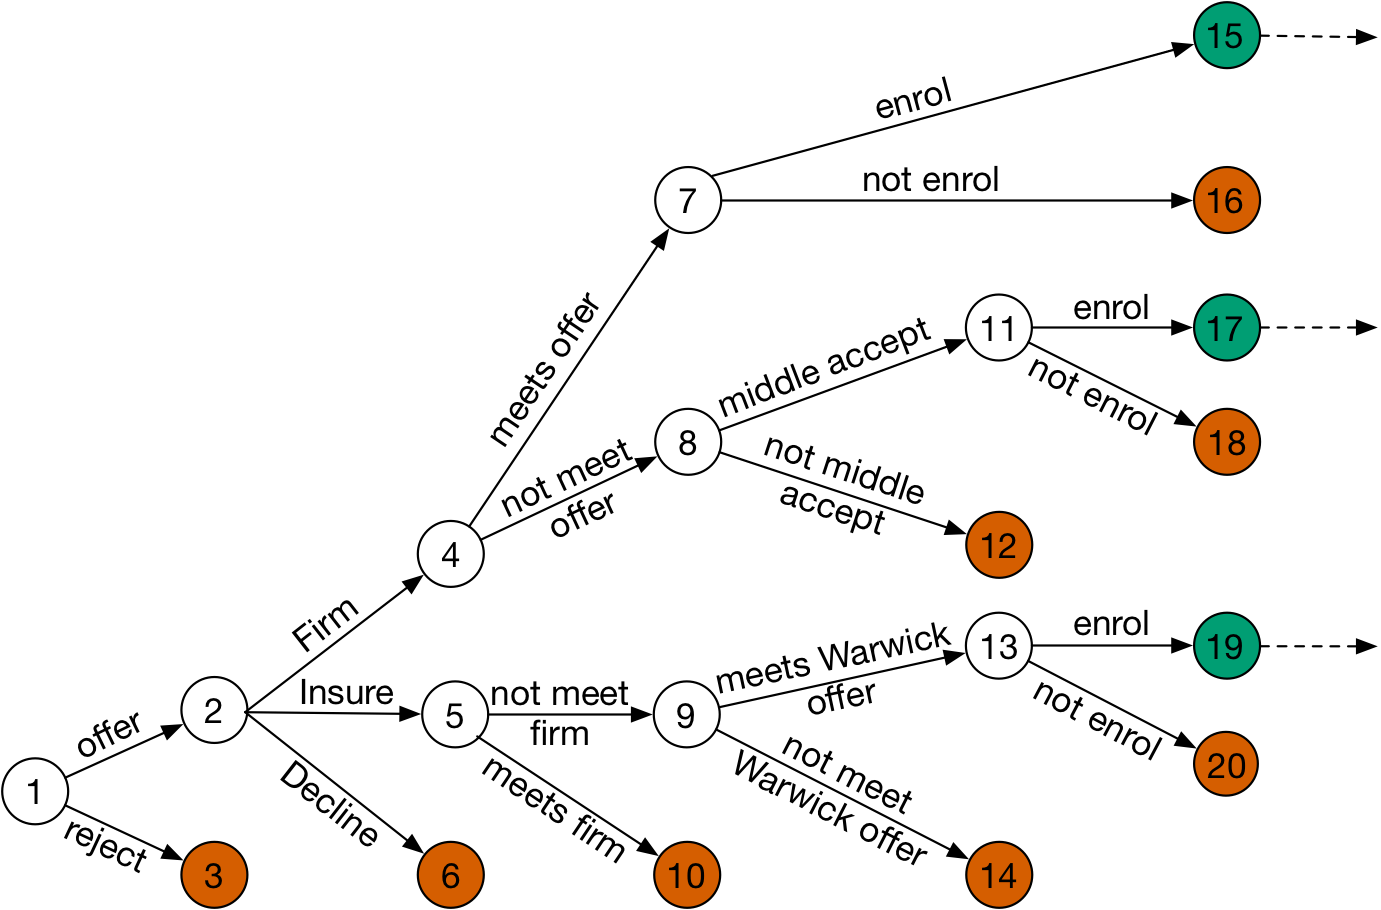 15
enrol
7
not enrol
16
meets offer
11
enrol
17
middle accept
not enrol
8
18
not middle
accept
not meet
offer
12
4
Firm
meets Warwick
offer
13
enrol
19
2
Insure
5
not meet
firm
9
not enrol
20
offer
1
reject
3
Decline
6
meets firm
10
not meet
Warwick offer
14